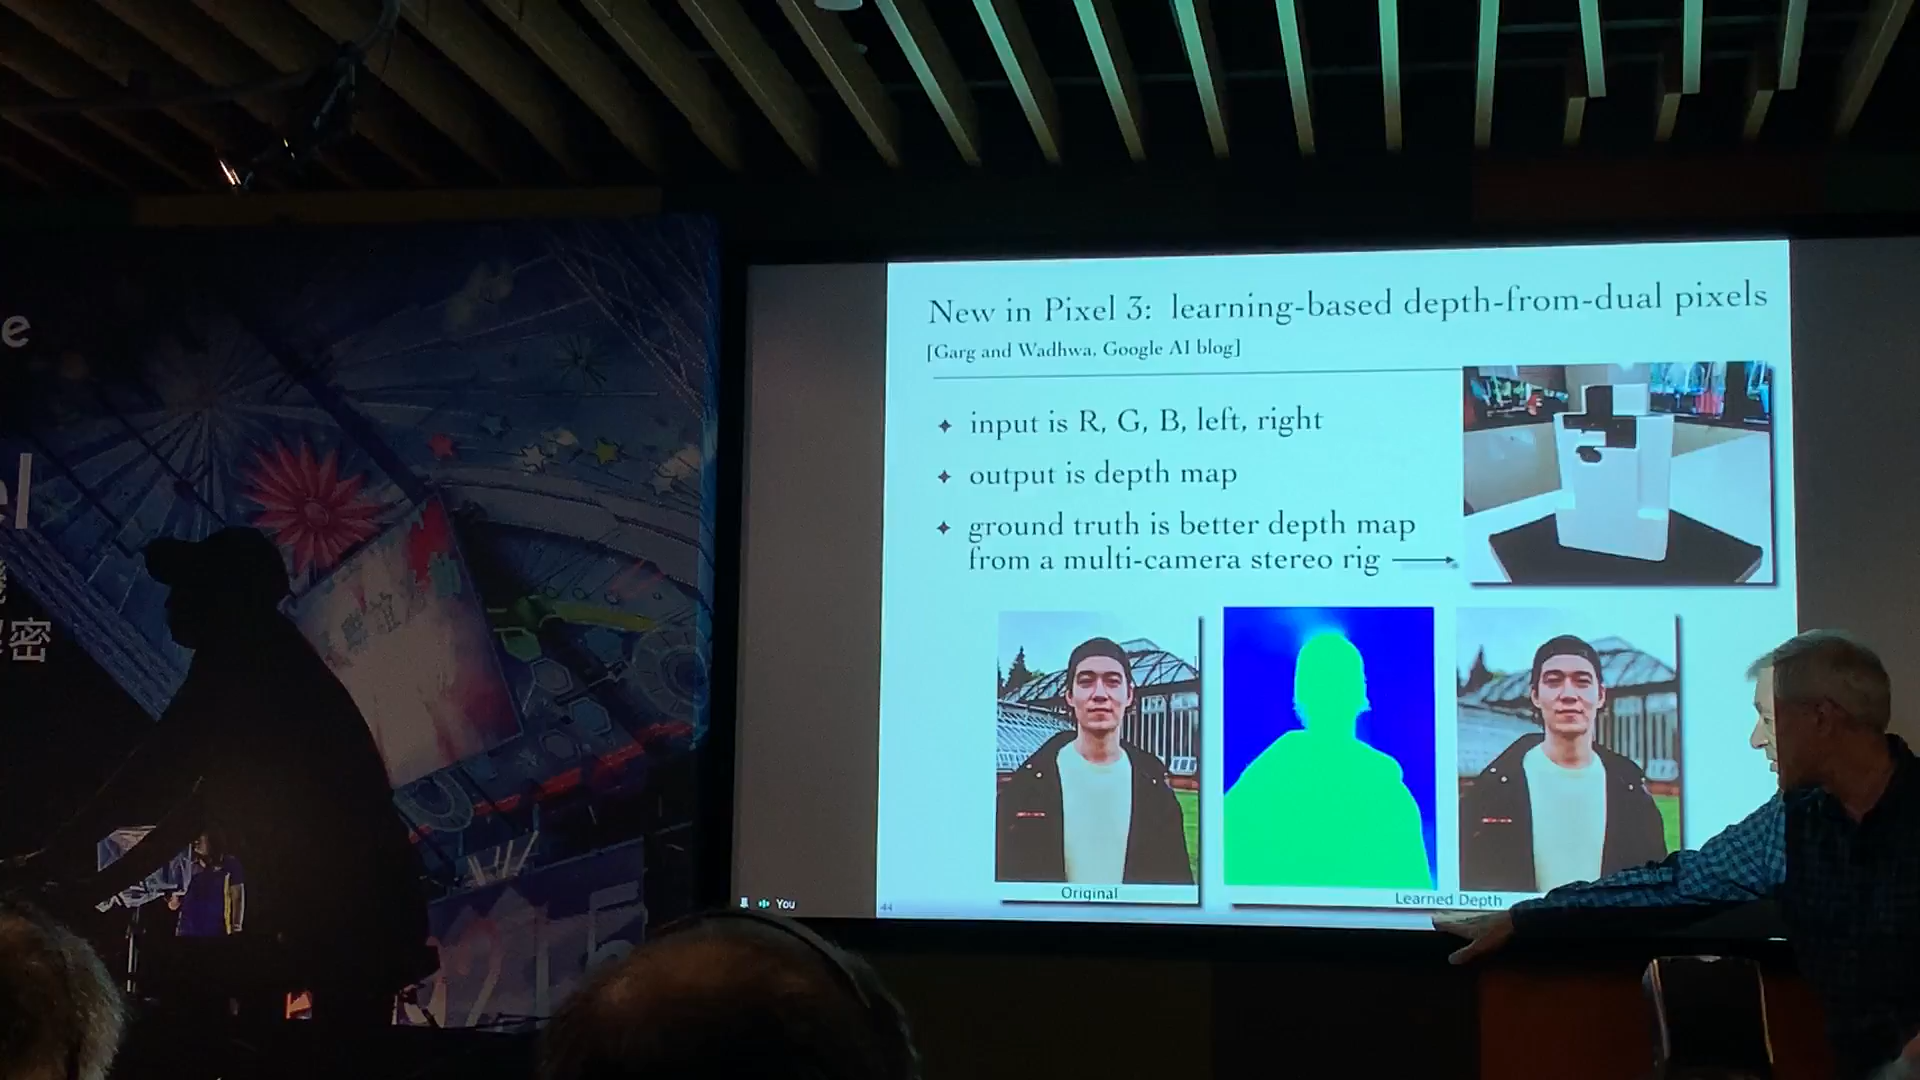 New in Pixel 3: learning-based depth-from-dual pixels
[Garg and Wadhwa, Google AI blog]
input is R, G, B, left, right
output is depth map
ground truth is better depth map
from a multi-camera stereo rig
Original
Learned Depth
44
You
e
el
密